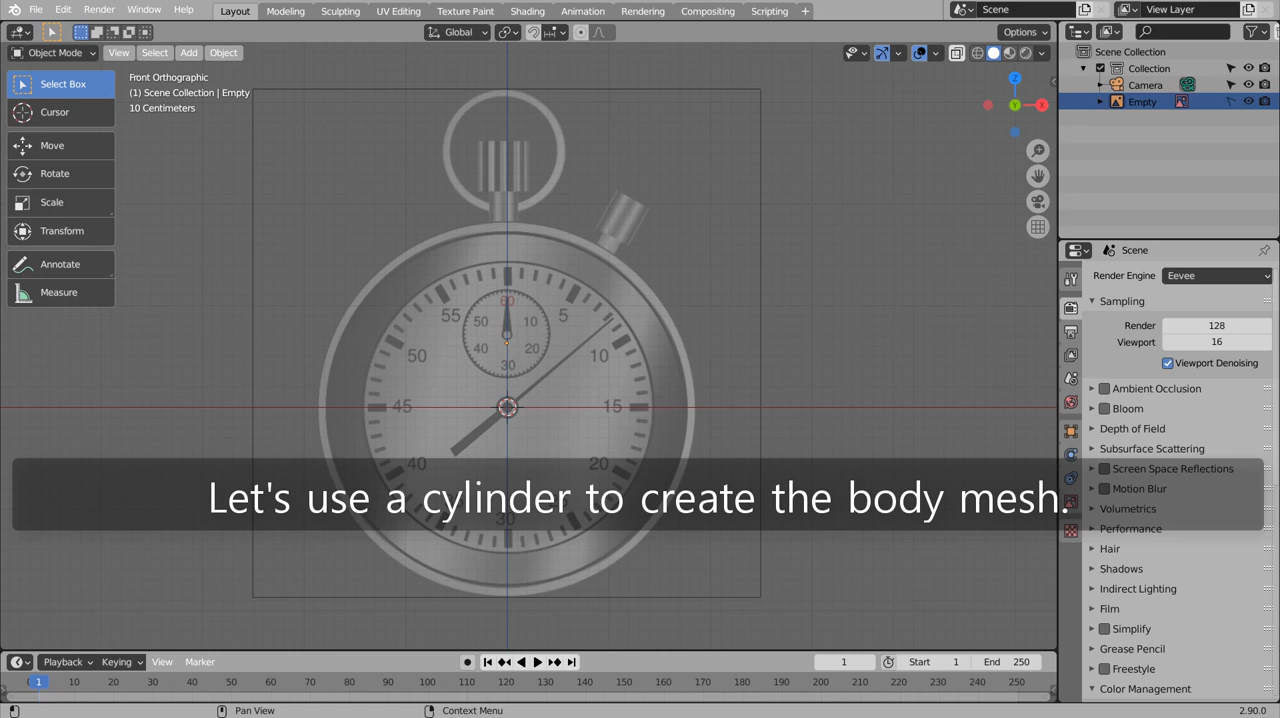 File Edit Render Window Help Layout Modeling Sculpting UV Editing Texture Paint Shading Animation Rendering Compositing Scripting + Scene View Layer
Global Options
Object Mode View Select Add Object
Select Box
Cursor
Move
Rotate
Scale
Transform
Annotate
Measure
Front Orthographic
(1) Scene Collection | Empty
10 Centimeters
Z
Y
X
60
55
5
50
10
40
20
30
50
10
45
15
40
20
30
Let's use a cylinder to create the body mesh.
Scene Collection
Collection
Camera
Empty
Scene
Render Engine Eevee
Sampling
Render 128
Viewport 16
Viewport Denoising
Ambient Occlusion
Bloom
Depth of Field
Subsurface Scattering
Screen Space Reflections
Motion Blur
Volumetrics
Performance
Hair
Shadows
Indirect Lighting
Film
Simplify
Grease Pencil
Freestyle
Color Management
Playback Keying View Marker 1 Start 1 End 250
1 10 20 30 40 50 60 70 80 90 100 110 120 130 140 150 160 170 180 190 200 210 220 230 240 250
Pan View Context Menu 2.90.0